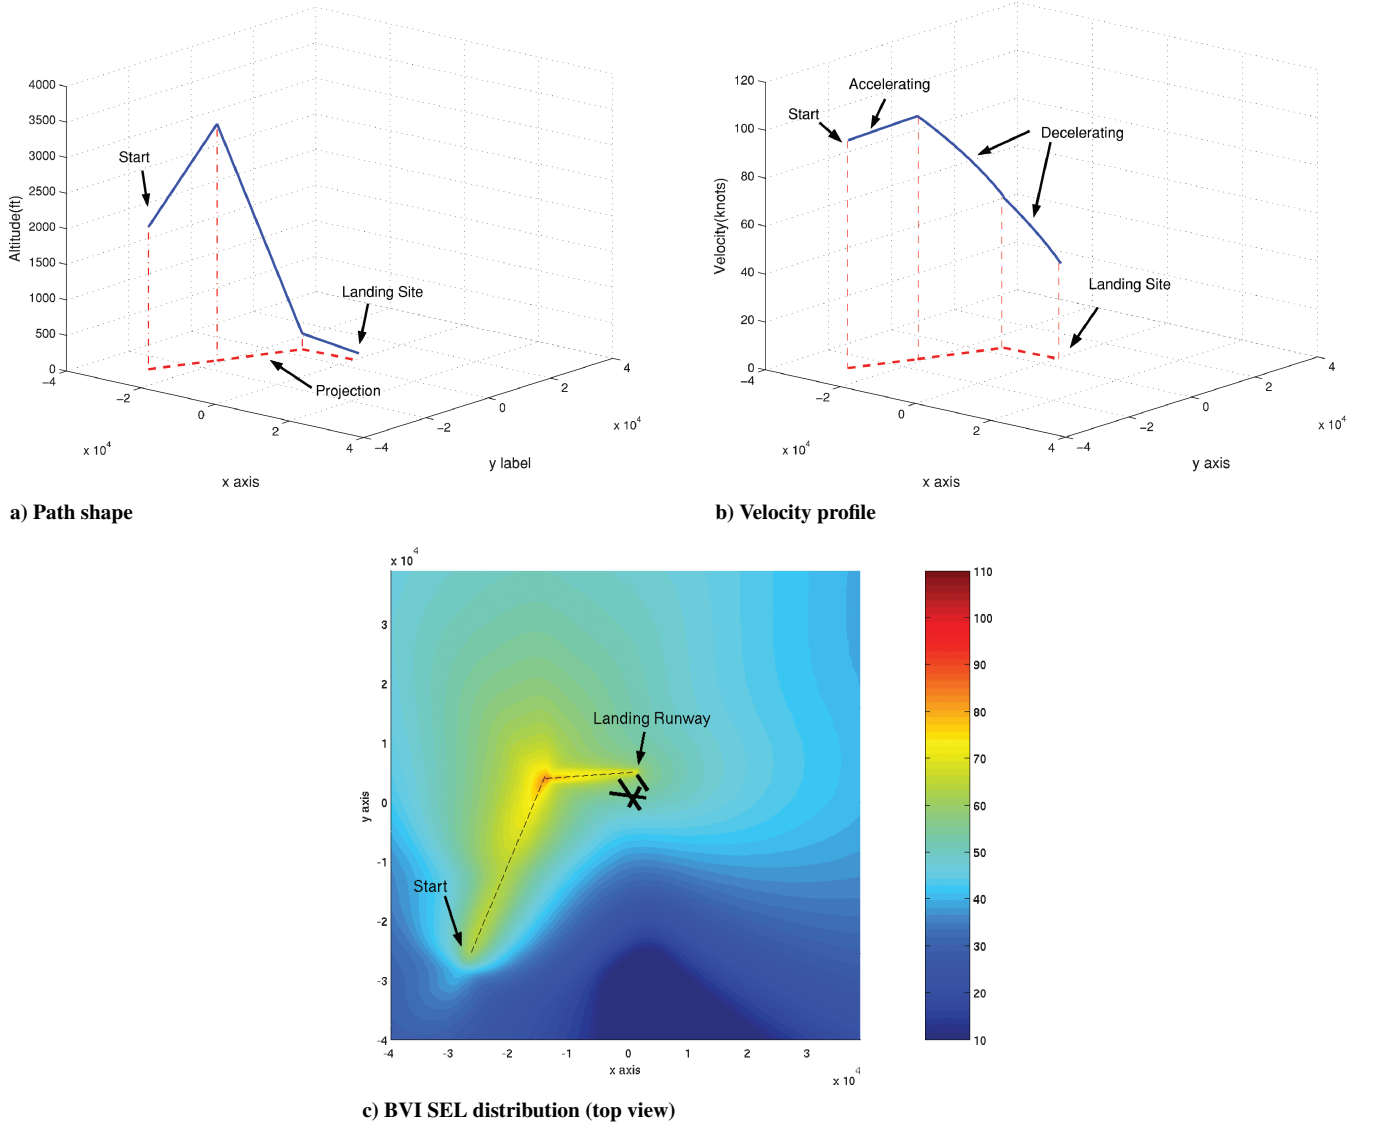 4000
3500
3000
2500
2000
1500
1000
500
0
Altitude(ft)
Start
Landing Site
Projection
−4
−2
0
2
4
x 10^4
x axis
−4
−2
0
2
4
x 10^4
y label
a) Path shape
120
100
80
60
40
20
0
Velocity(knots)
Accelerating
Start
Decelerating
Landing Site
−4
−2
0
2
4
x 10^4
x axis
−4
−2
0
2
4
x 10^4
y axis
b) Velocity profile
x 10^4
3
2
1
0
-1
-2
-3
-4
y axis
Landing Runway
Start
-4
-3
-2
-1
0
1
2
3
x axis
x 10^4
110
100
90
80
70
60
50
40
30
20
10
c) BVI SEL distribution (top view)